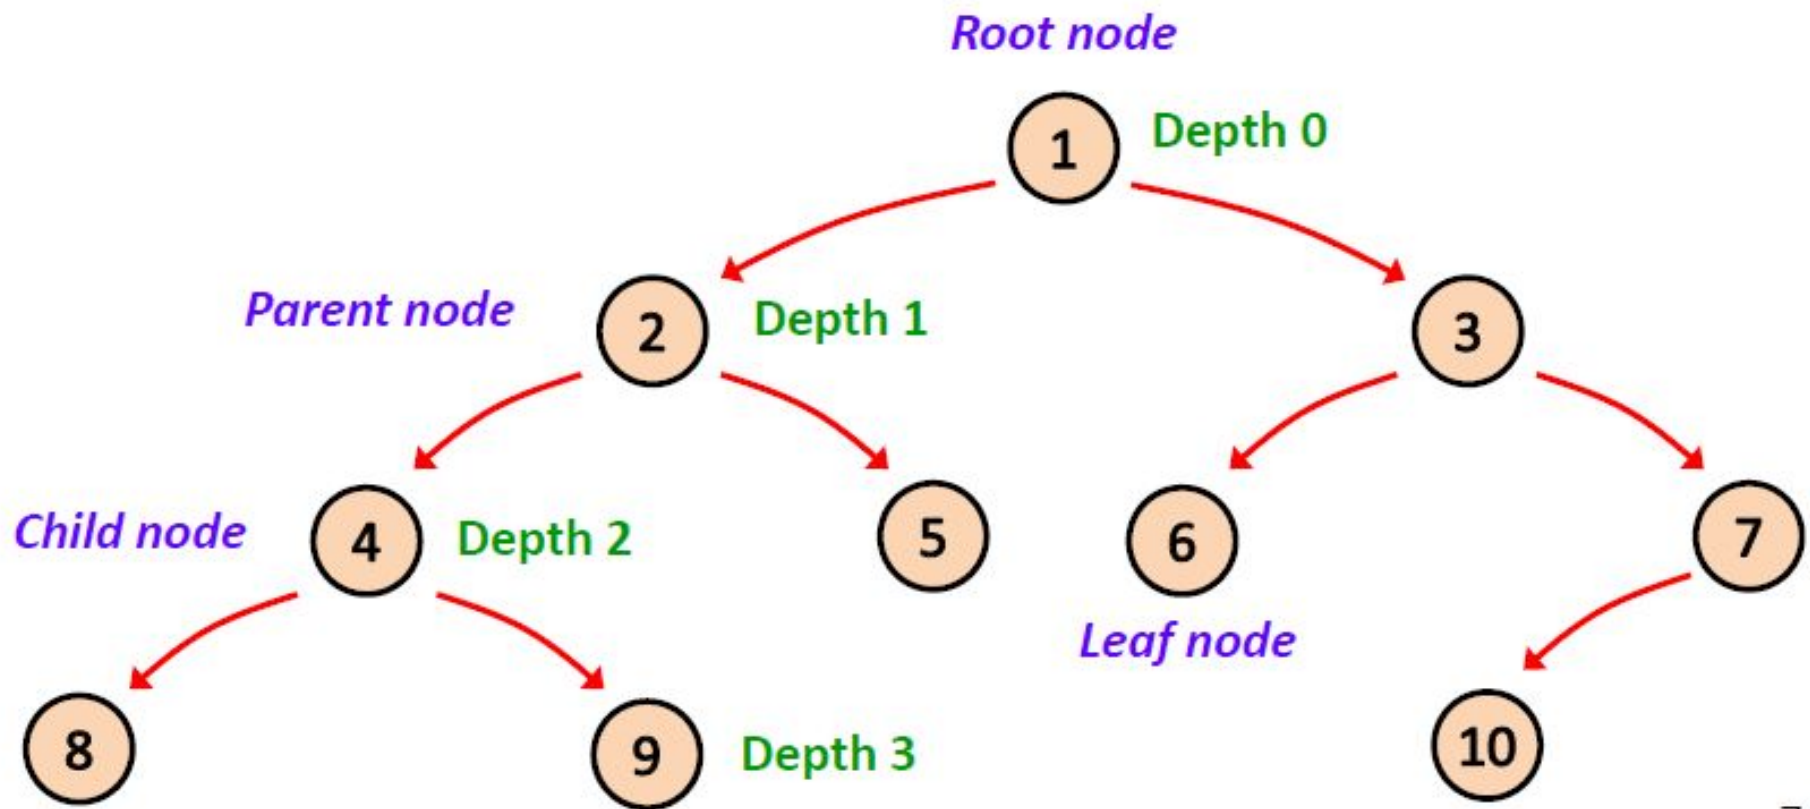 Root node
1 Depth 0
Parent node 2 Depth 1 3
Child node 4 Depth 2 5 6 7
Leaf node
8 9 Depth 3 10